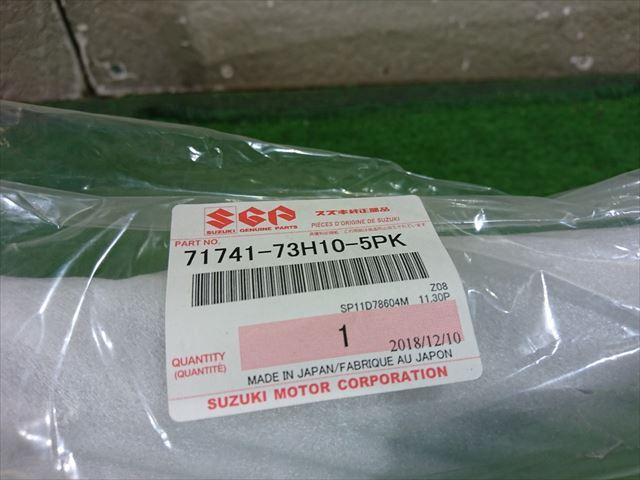 SGP
SUZUKI GENUINE PARTS
スズキ純正部品
PIÈCES D'ORIGINE DE SUZUKI
PART NO.
71741-73H10-5PK
Z08
SP11D78604M 11.30P
1
2018/12/10
QUANTITY
(QUANTITÉ)
MADE IN JAPAN/FABRIQUE AU JAPON
SUZUKI MOTOR CORPORATION